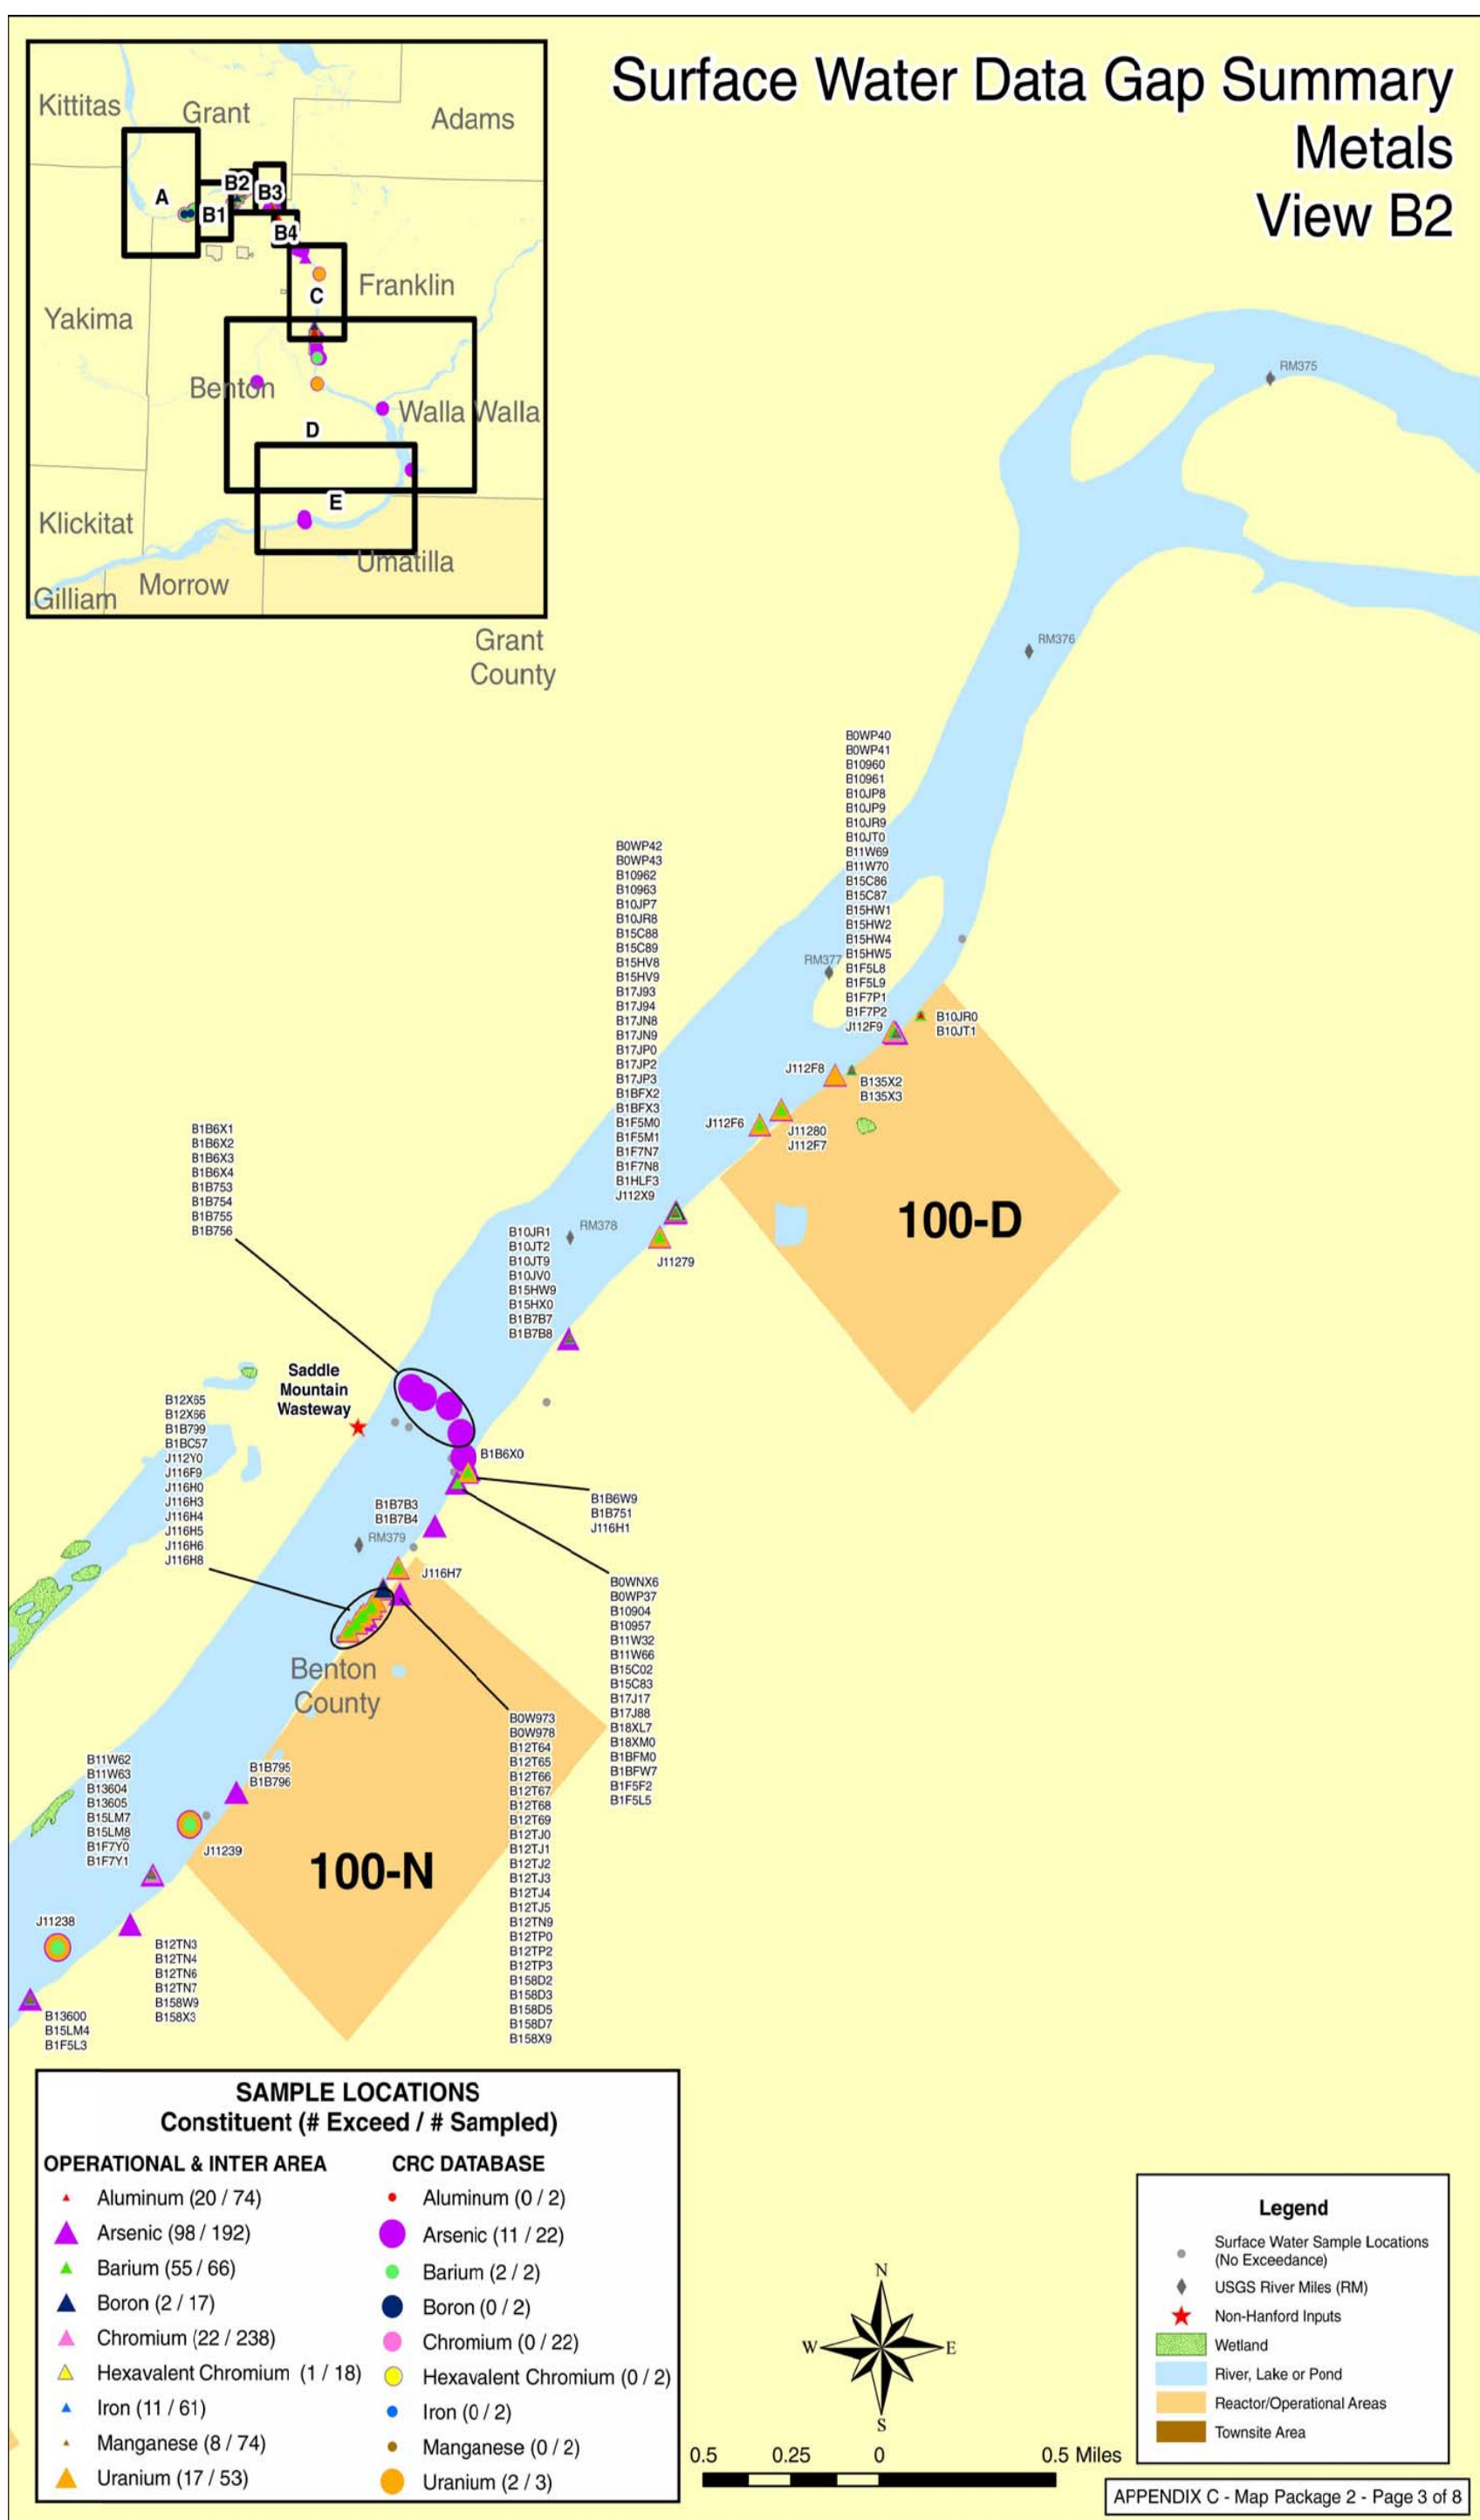 Surface Water Data Gap Summary
Metals
View B2
Kittitas
Grant
Adams
A
B2
B3
B1
B4
C
Franklin
Yakima
Benton
Walla Walla
D
E
Klickitat
Umatilla
Morrow
Gilliam
Grant
County
RM375
RM376
B0WP40
B0WP41
B10960
B10961
B10JP8
B10JP9
B10JR9
B10JT0
B11W69
B11W70
B15C86
B15C87
B15HW1
B15HW2
B15HW4
B15HW5
B1F5L8
B1F5L9
B1F7P1
B1F7P2
J112F9
RM377
B10JR0
B10JT1
B0WP42
B0WP43
B10962
B10963
B10JP7
B10JR8
B15C88
B15C89
B15HV8
B15HV9
B17J93
B17J94
B17JN8
B17JN9
B17JP0
B17JP2
B17JP3
B1BFX2
B1BFX3
B1F5M0
B1F5M1
B1F7N7
B1F7N8
B1HLF3
J112X9
J112F8
B135X2
B135X3
J112F6
J11280
J112F7
100-D
J11279
RM378
B1B6X1
B1B6X2
B1B6X3
B1B6X4
B1B753
B1B754
B1B755
B1B756
B10JR1
B10JT2
B10JT9
B10JV0
B15HW9
B15HX0
B1B7B7
B1B7B8
Saddle
Mountain
Wasteway
B12X65
B12X66
B1B799
B1BC57
J112Y0
J116F9
J116H0
J116H3
J116H4
J116H5
J116H6
J116H8
B1B6X0
B1B6W9
B1B751
J116H1
B1B7B3
B1B7B4
RM379
J116H7
B0WNX6
B0WP37
B10904
B10957
B11W32
B11W66
B15C02
B15C83
B17J17
B17J88
B18XL7
B18XM0
B1BFM0
B1BFW7
B1F5F2
B1F5L5
Benton
County
B0W973
B0W978
B12T64
B12T65
B12T66
B12T67
B12T68
B12T69
B12TJ0
B12TJ1
B12TJ2
B12TJ3
B12TJ4
B12TJ5
B12TN9
B12TP0
B12TP2
B12TP3
B158D2
B158D3
B158D5
B158D7
B158X9
B11W62
B11W63
B13604
B13605
B15LM7
B15LM8
B1F7Y0
B1F7Y1
B1B795
B1B796
J11239
100-N
J11238
B12TN3
B12TN4
B12TN6
B12TN7
B158W9
B158X3
B13600
B15LM4
B1F5L3
SAMPLE LOCATIONS
Constituent (# Exceed / # Sampled)
OPERATIONAL & INTER AREA
Aluminum (20 / 74)
Arsenic (98 / 192)
Barium (55 / 66)
Boron (2 / 17)
Chromium (22 / 238)
Hexavalent Chromium (1 / 18)
Iron (11 / 61)
Manganese (8 / 74)
Uranium (17 / 53)
CRC DATABASE
Aluminum (0 / 2)
Arsenic (11 / 22)
Barium (2 / 2)
Boron (0 / 2)
Chromium (0 / 22)
Hexavalent Chromium (0 / 2)
Iron (0 / 2)
Manganese (0 / 2)
Uranium (2 / 3)
N
W
E
S
0.5
0.25
0
0.5 Miles
Legend
Surface Water Sample Locations
(No Exceedance)
USGS River Miles (RM)
Non-Hanford Inputs
Wetland
River, Lake or Pond
Reactor/Operational Areas
Townsite Area
APPENDIX C - Map Package 2 - Page 3 of 8